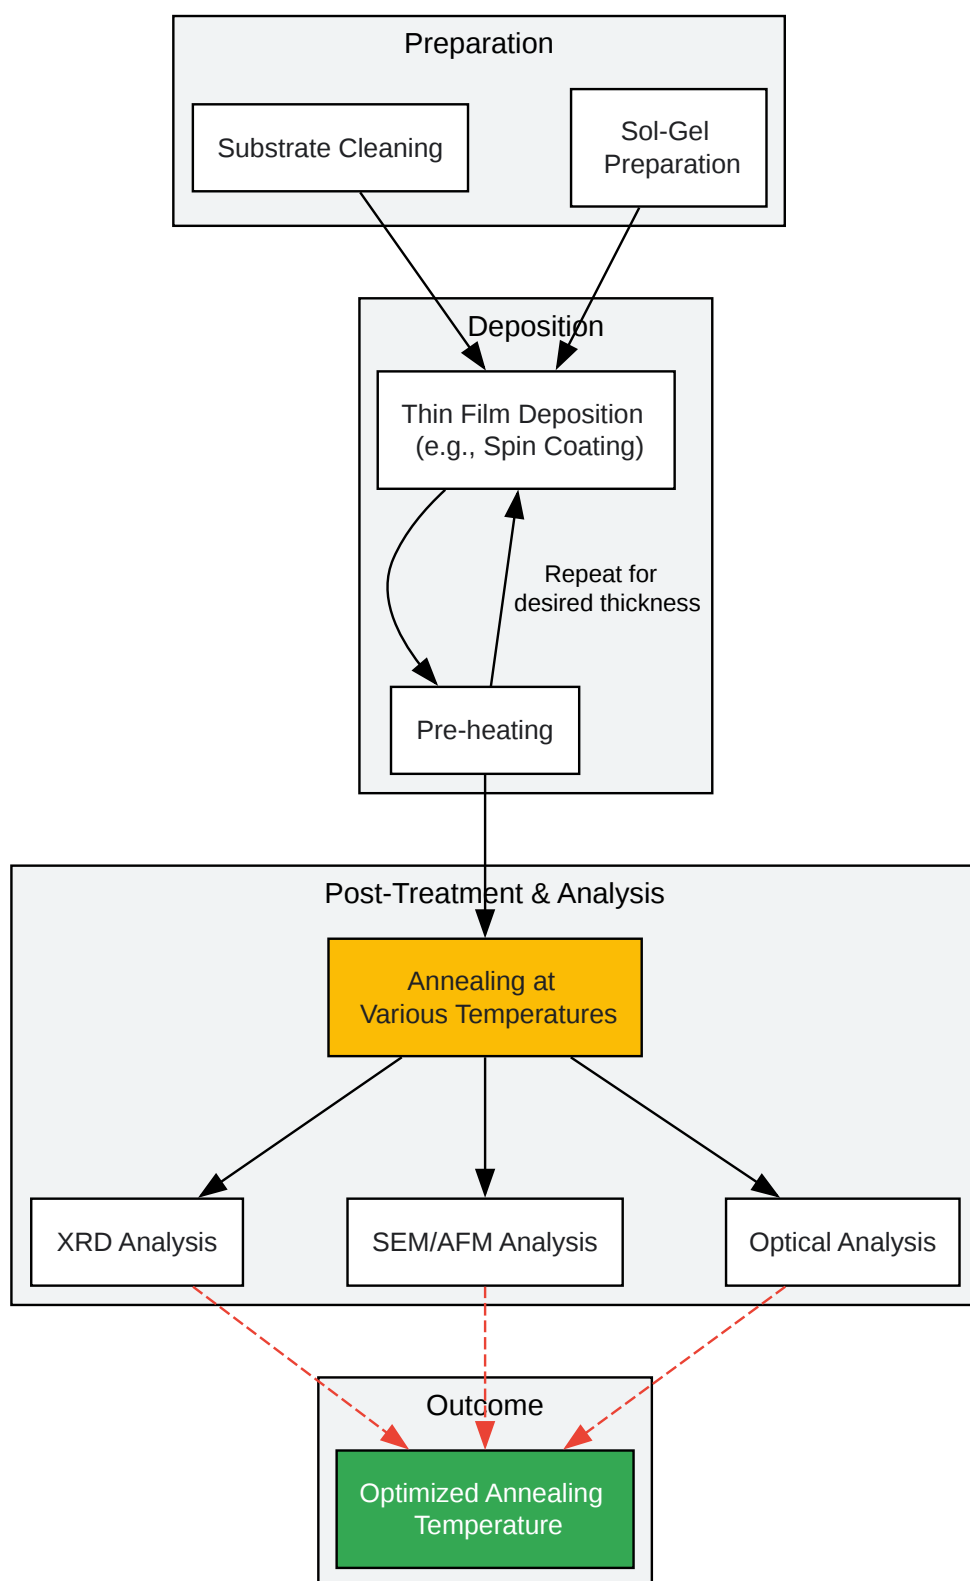 Preparation
Substrate Cleaning
Sol-Gel
Preparation
Deposition
Thin Film Deposition
(e.g., Spin Coating)
Repeat for
desired thickness
Pre-heating
Post-Treatment & Analysis
Annealing at
Various Temperatures
XRD Analysis
SEM/AFM Analysis
Optical Analysis
Outcome
Optimized Annealing
Temperature